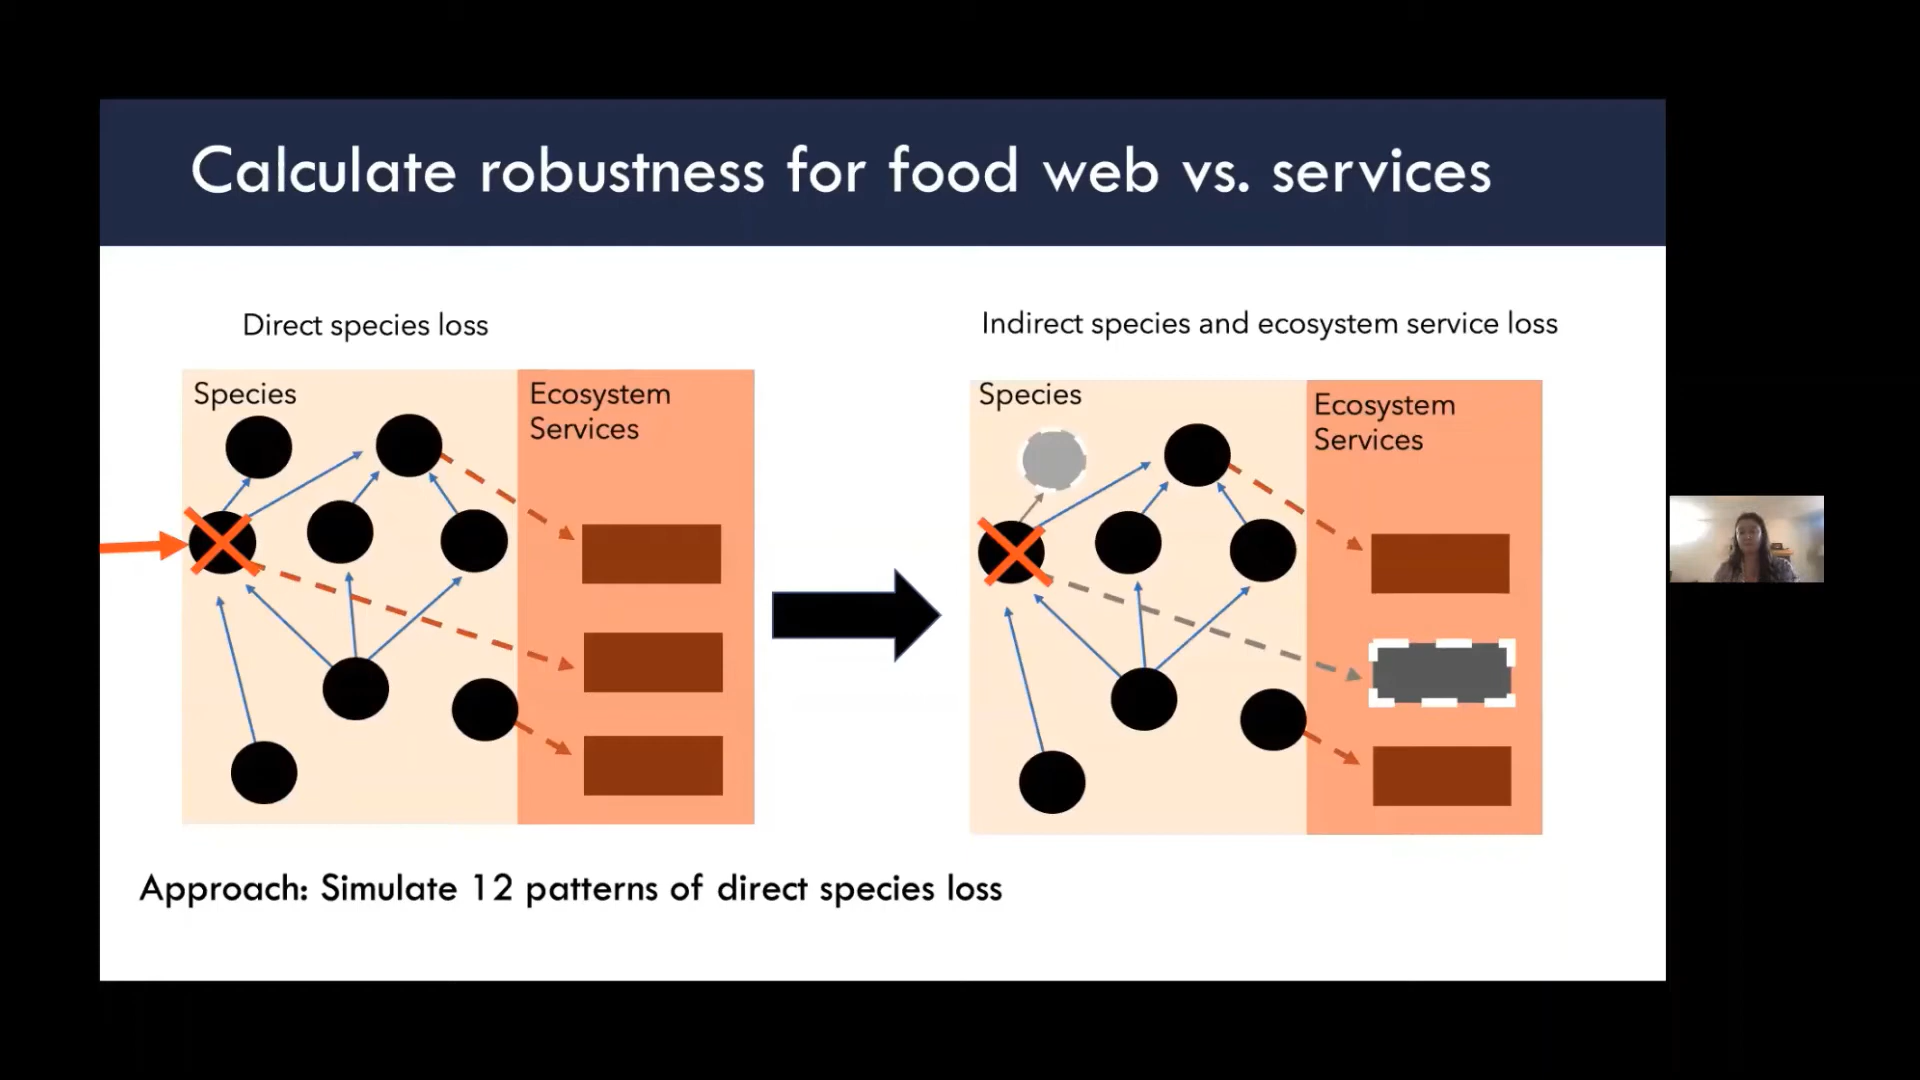 Calculate robustness for food web vs. services
Direct species loss
Indirect species and ecosystem service loss
Species
Ecosystem
Services
Species
Ecosystem
Services
Approach: Simulate 12 patterns of direct species loss